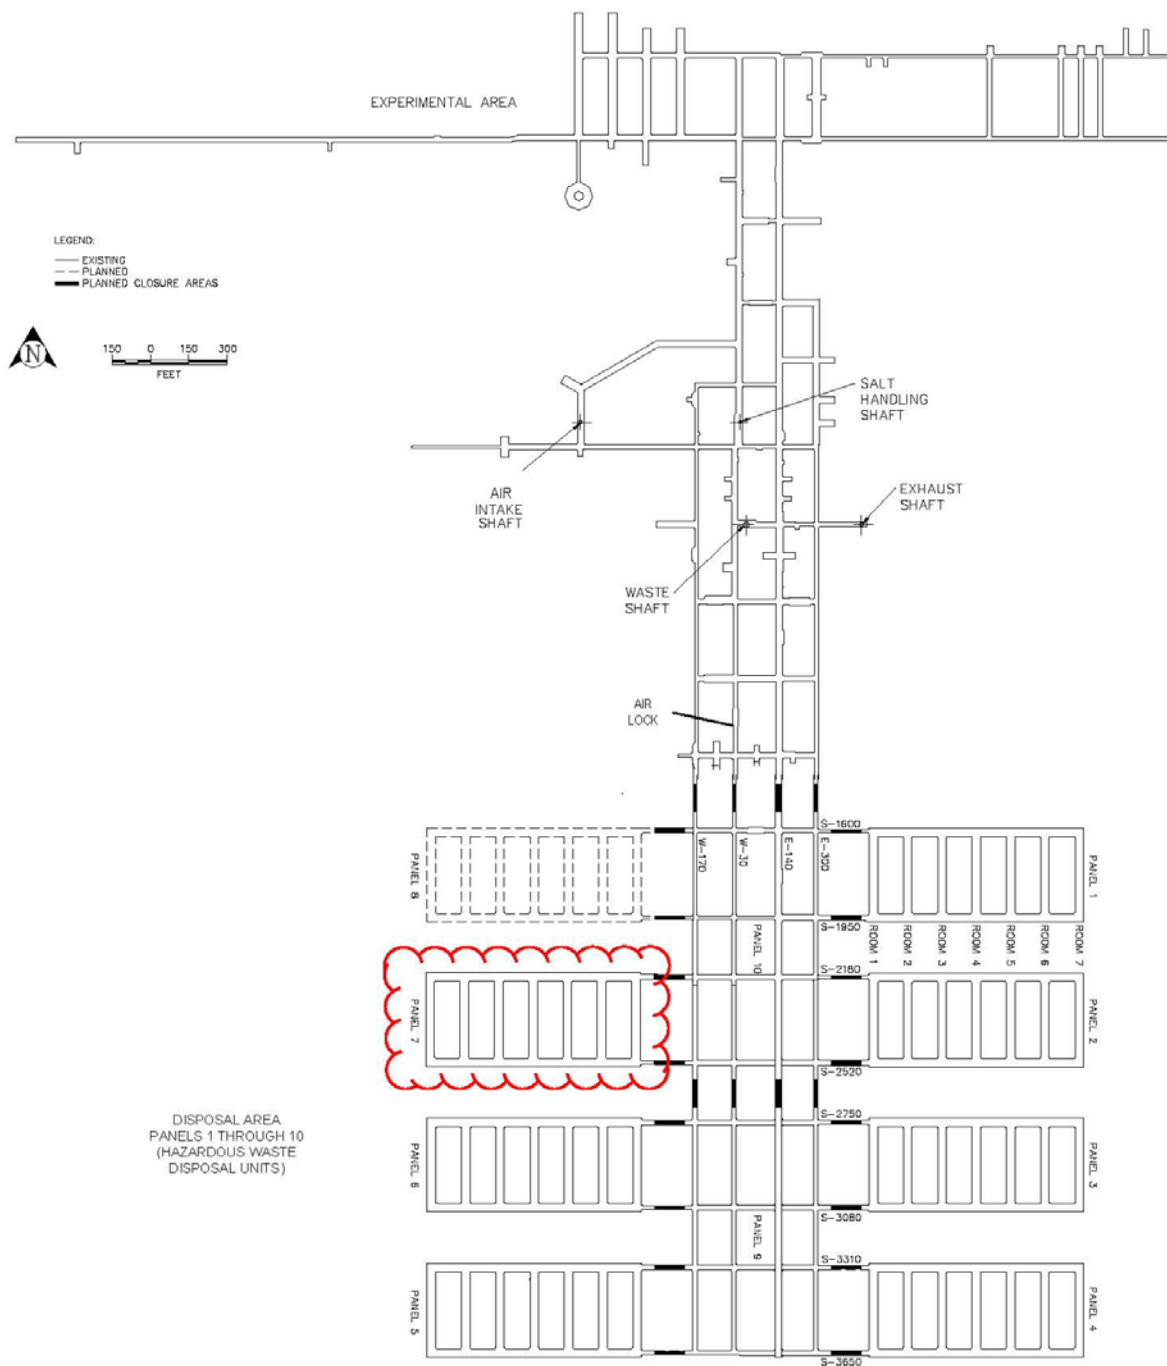 EXPERIMENTAL AREA
LEGEND:
EXISTING
PLANNED
PLANNED CLOSURE AREAS
N
150 0 150 300
FEET
SALT
HANDLING
SHAFT
AIR
INTAKE
SHAFT
EXHAUST
SHAFT
WASTE
SHAFT
AIR
LOCK
S-1600
W-170
W-30
E-140
E-300
PANEL 8
PANEL 1
S-1950
PANEL 10
ROOM 1
ROOM 2
ROOM 3
ROOM 4
ROOM 5
ROOM 6
ROOM 7
S-2180
PANEL 7
PANEL 2
S-2520
S-2750
DISPOSAL AREA
PANELS 1 THROUGH 10
(HAZARDOUS WASTE
DISPOSAL UNITS)
PANEL 6
PANEL 3
S-3080
PANEL 9
S-3310
PANEL 5
PANEL 4
S-3650